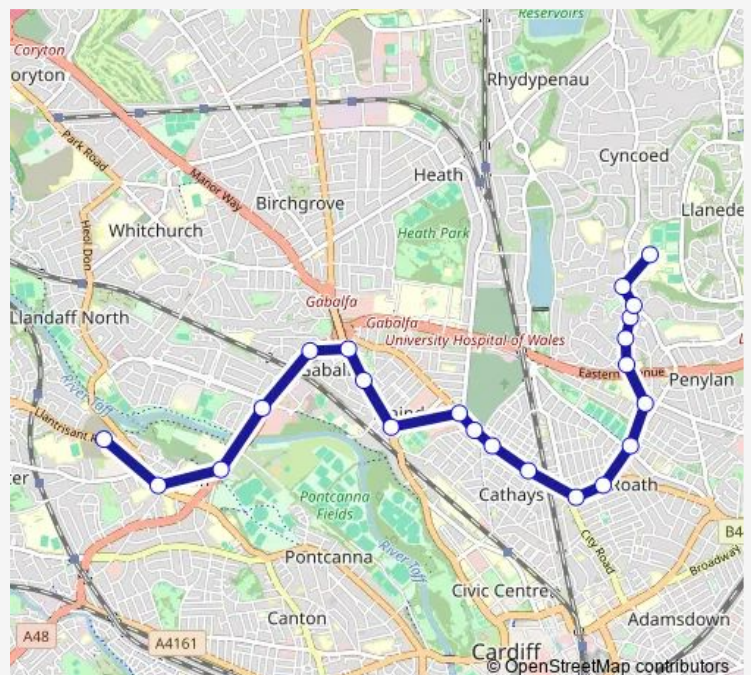 Reservoirs
Coryton
oryton
Rhydypenau
Park Road
Cyncoed
Heath
Manor Way
Birchgrove
Llanede
Whitchurch
Heol Don
Heath Park
Gabalfa
Llandaff North
Gabalfa
University Hospital of Wales
Eastern
enue
Penylan
River Taff
Llantrisant R
ter
Cathays
Roath
Pontcanna
Fields
B4
City Road
Pontcanna
River Taff
Broadway
Civic Centre
Canton
Adamsdown
A48
A4161
Cardiff
© OpenStreetMap contributors